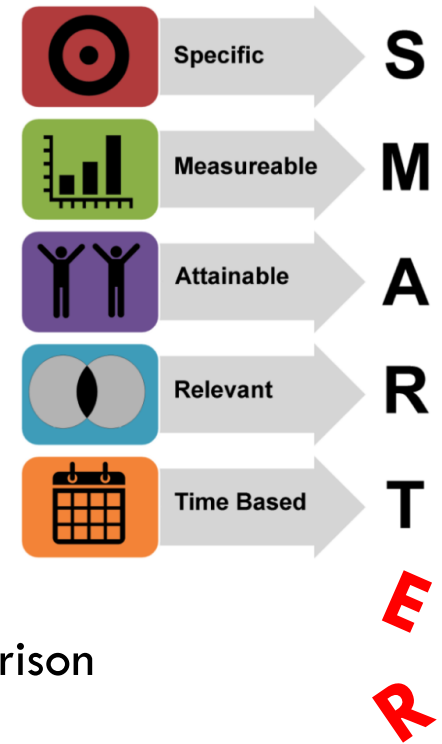 Specific S
Measureable M
Attainable A
Relevant R
Time Based T
E
rison
R